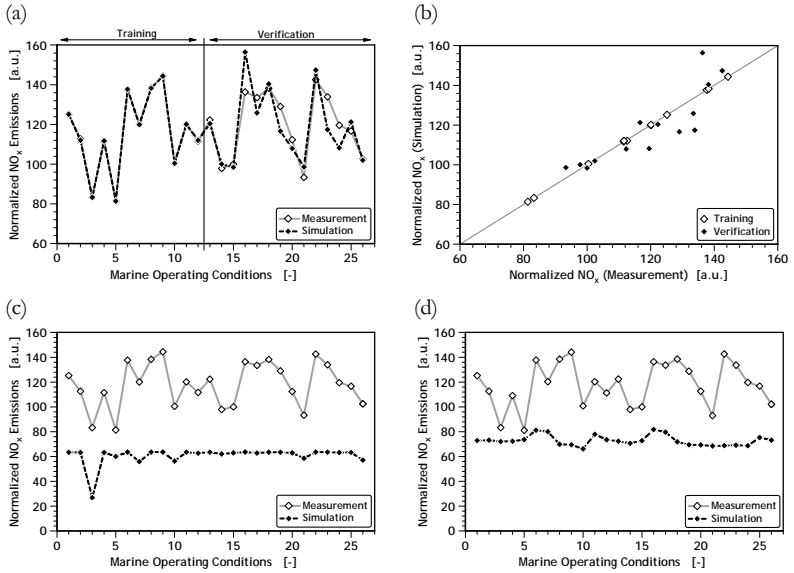 (a)
Training
Verification
Normalized NOx Emissions [a.u.]
160
140
120
100
80
60
0
5
10
15
20
25
Marine Operating Conditions [-]
Measurement
Simulation
(b)
Normalized NOx (Simulation) [a.u.]
160
140
120
100
80
60
60
80
100
120
140
160
Normalized NOx (Measurement) [a.u.]
Training
Verification
(c)
Normalized NOx Emissions [a.u.]
160
140
120
100
80
60
40
20
0
0
5
10
15
20
25
Marine Operating Conditions [-]
Measurement
Simulation
(d)
Normalized NOx Emissions [a.u.]
160
140
120
100
80
60
40
20
0
0
5
10
15
20
25
Marine Operating Conditions [-]
Measurement
Simulation